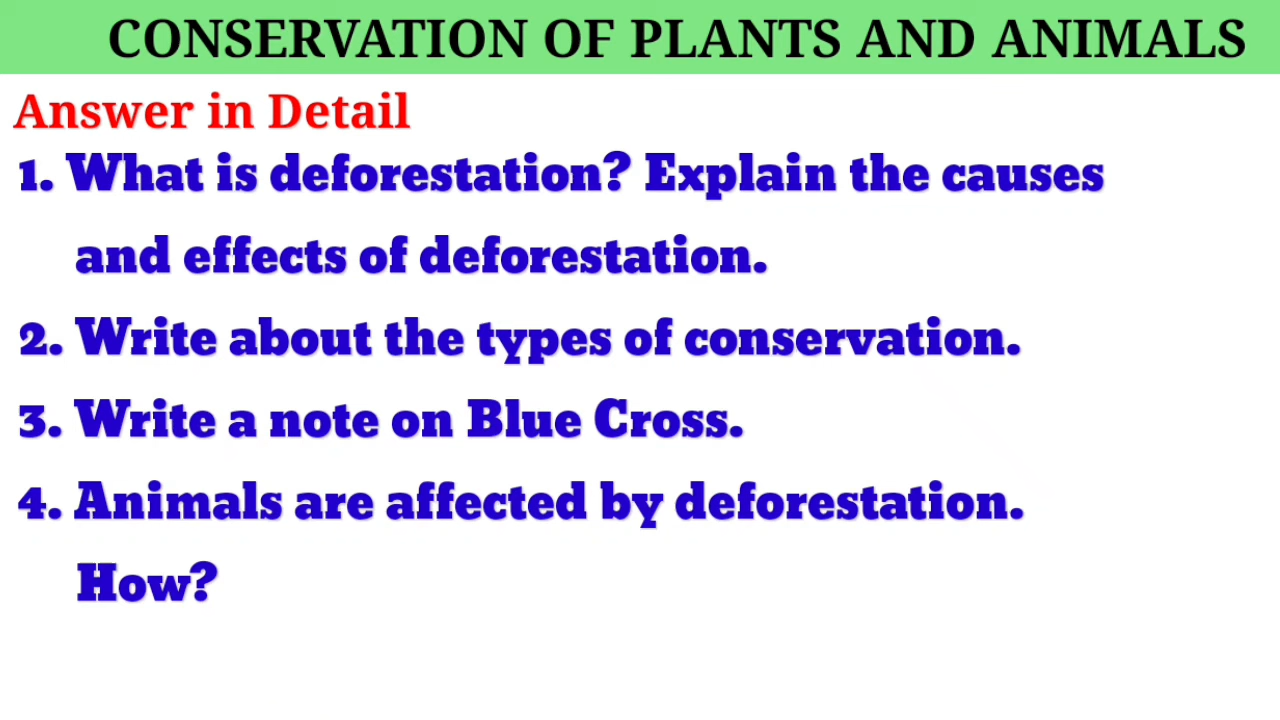 CONSERVATION OF PLANTS AND ANIMALS
Answer in Detail
1. What is deforestation? Explain the causes
and effects of deforestation.
2. Write about the types of conservation.
3. Write a note on Blue Cross.
4. Animals are affected by deforestation.
How?